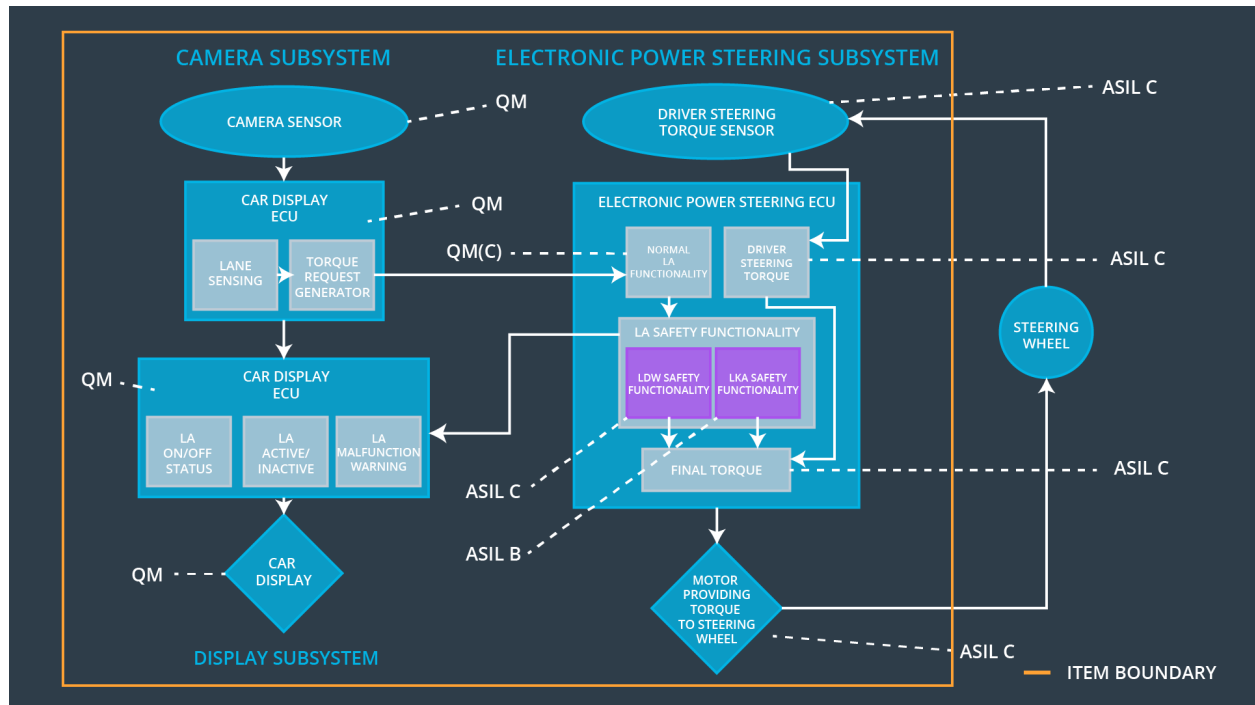 CAMERA SUBSYSTEM
ELECTRONIC POWER STEERING SUBSYSTEM
CAMERA SENSOR
QM
DRIVER STEERING
TORQUE SENSOR
ASIL C
CAR DISPLAY
ECU
QM
LANE
SENSING
TORQUE
REQUEST
GENERATOR
QM(C)
ELECTRONIC POWER STEERING ECU
NORMAL
LA
FUNCTIONALITY
DRIVER
STEERING
TORQUE
ASIL C
LA SAFETY FUNCTIONALITY
LDW SAFETY
FUNCTIONALITY
LKA SAFETY
FUNCTIONALITY
STEERING
WHEEL
QM
CAR DISPLAY
ECU
LA
ON/OFF
STATUS
LA
ACTIVE/
INACTIVE
LA
MALFUNCTION
WARNING
FINAL TORQUE
ASIL C
ASIL C
ASIL B
QM
CAR
DISPLAY
MOTOR
PROVIDING
TORQUE
TO STEERING
WHEEL
ASIL C
DISPLAY SUBSYSTEM
ITEM BOUNDARY